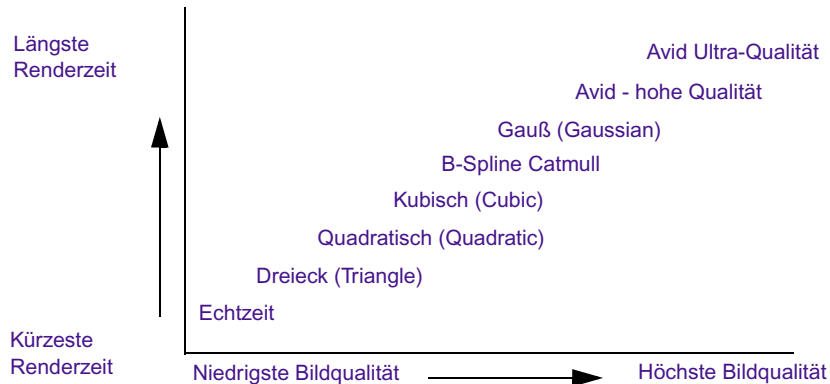 Längste
Renderzeit
Avid Ultra-Qualität
Avid - hohe Qualität
Gauß (Gaussian)
B-Spline Catmull
Kubisch (Cubic)
Quadratisch (Quadratic)
Dreieck (Triangle)
Echtzeit
Kürzeste
Renderzeit
Niedrigste Bildqualität
Höchste Bildqualität